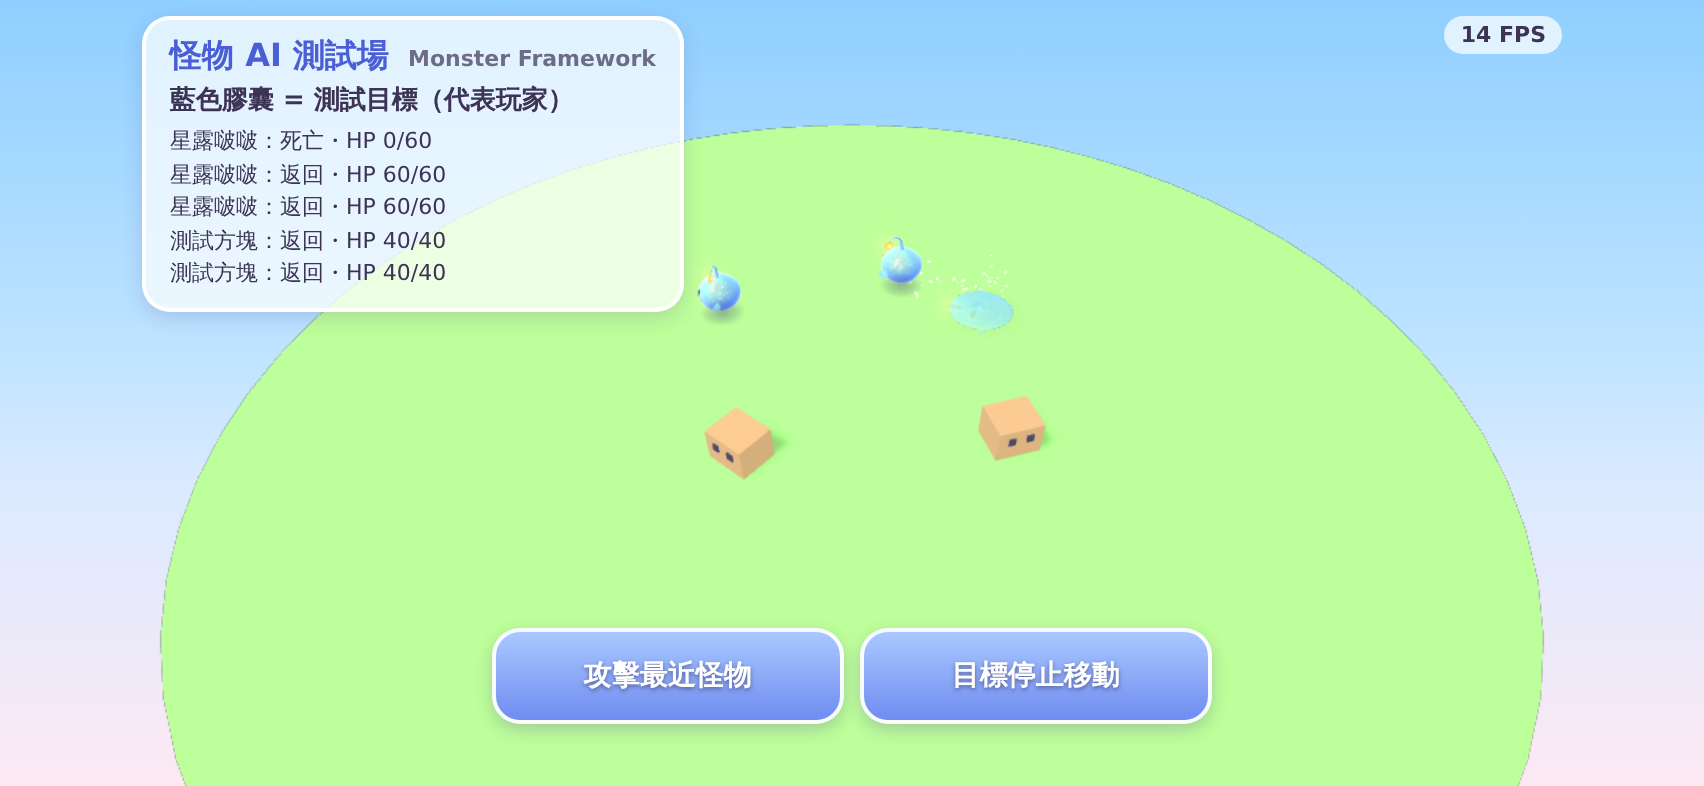 怪物 AI 測試場 Monster Framework
14 FPS
藍色膠囊 = 測試目標（代表玩家）
星露啵啵：死亡・HP 0/60
星露啵啵：返回・HP 60/60
星露啵啵：返回・HP 60/60
測試方塊：返回・HP 40/40
測試方塊：返回・HP 40/40
攻擊最近怪物
目標停止移動